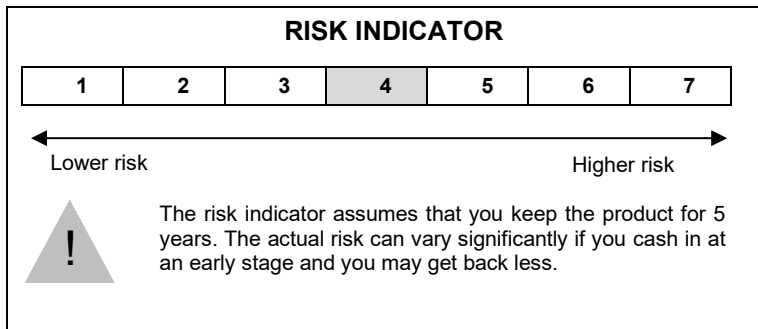 RISK INDICATOR
1 2 3 4 5 6 7
Lower risk Higher risk
!
The risk indicator assumes that you keep the product for 5
years. The actual risk can vary significantly if you cash in at
an early stage and you may get back less.